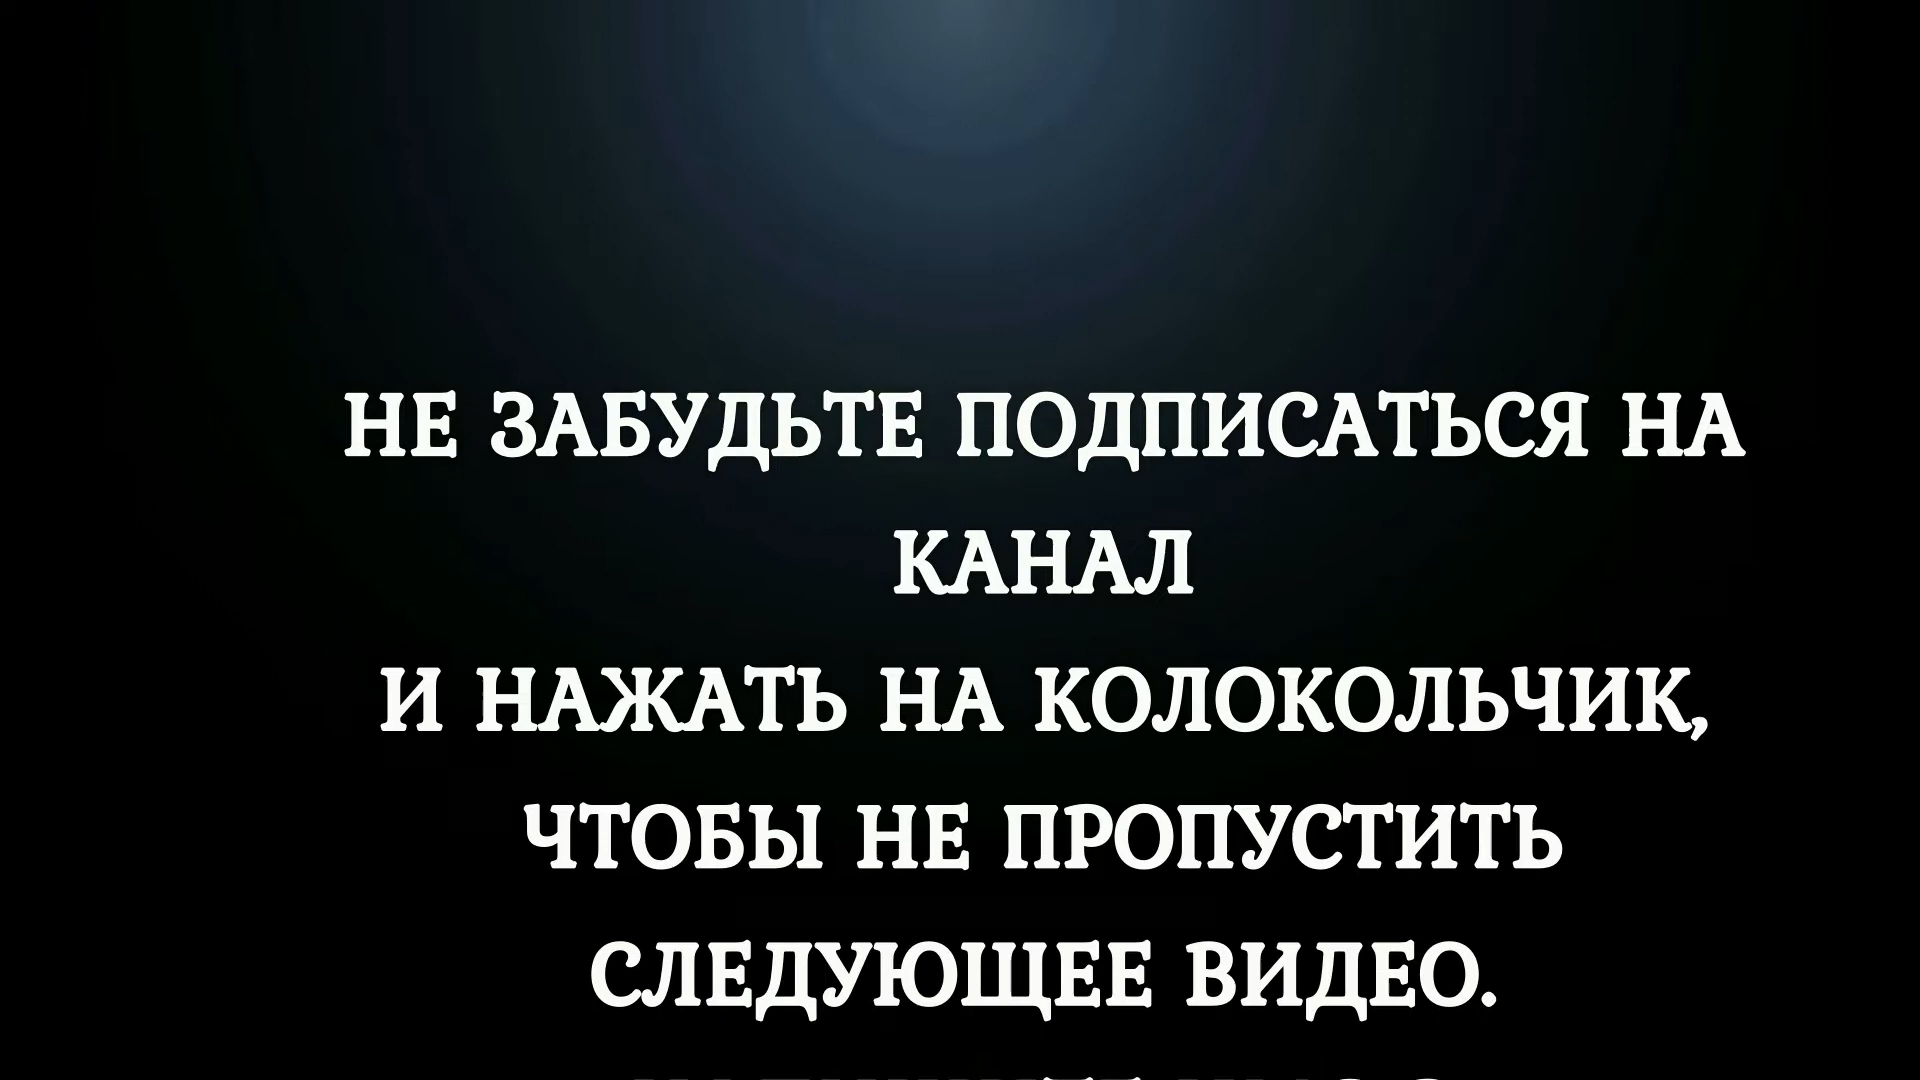 НЕ ЗАБУДЬТЕ ПОДПИСАТЬСЯ НА
КАНАЛ
И НАЖАТЬ НА КОЛОКОЛЬЧИК,
ЧТОБЫ НЕ ПРОПУСТИТЬ
СЛЕДУЮЩЕЕ ВИДЕО.